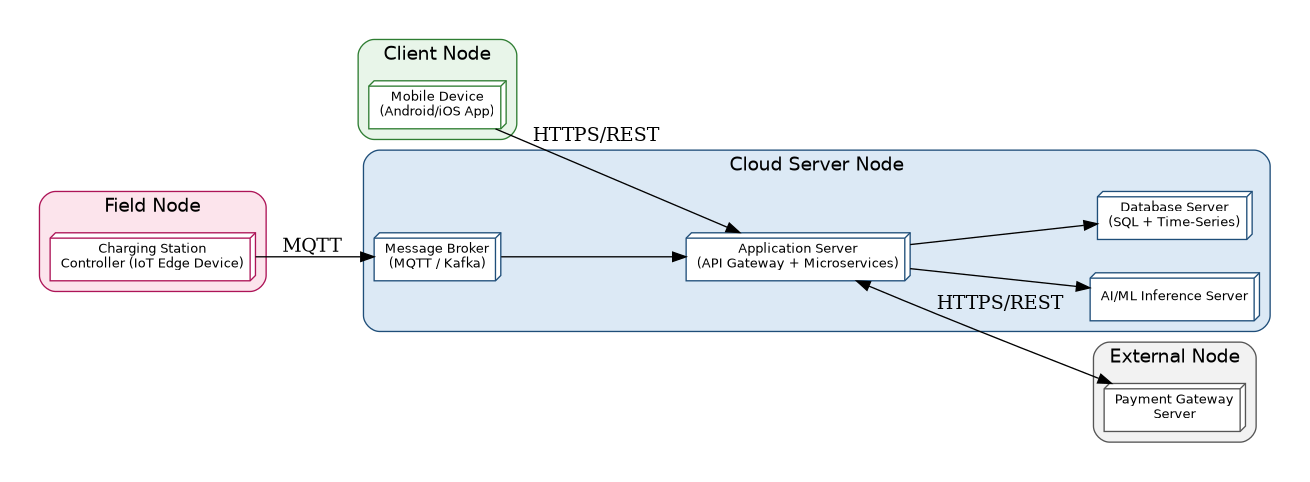 Client Node
Mobile Device
(Android/iOS App)
HTTPS/REST
Cloud Server Node
Field Node
Charging Station
Controller (IoT Edge Device)
MQTT
Message Broker
(MQTT / Kafka)
Application Server
(API Gateway + Microservices)
Database Server
(SQL + Time-Series)
AI/ML Inference Server
HTTPS/REST
External Node
Payment Gateway
Server